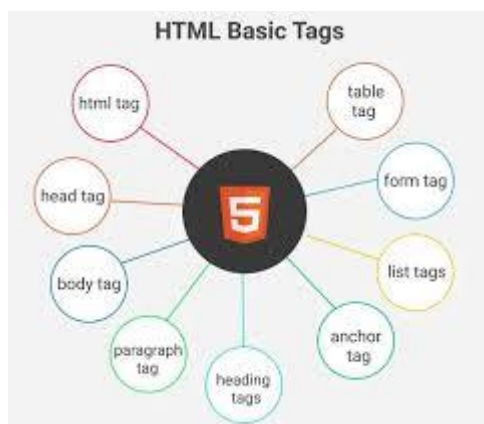 HTML Basic Tags
html tag
table
tag
head tag
form tag
body tag
list tags
paragraph
tag
anchor
tag
heading
tags
5